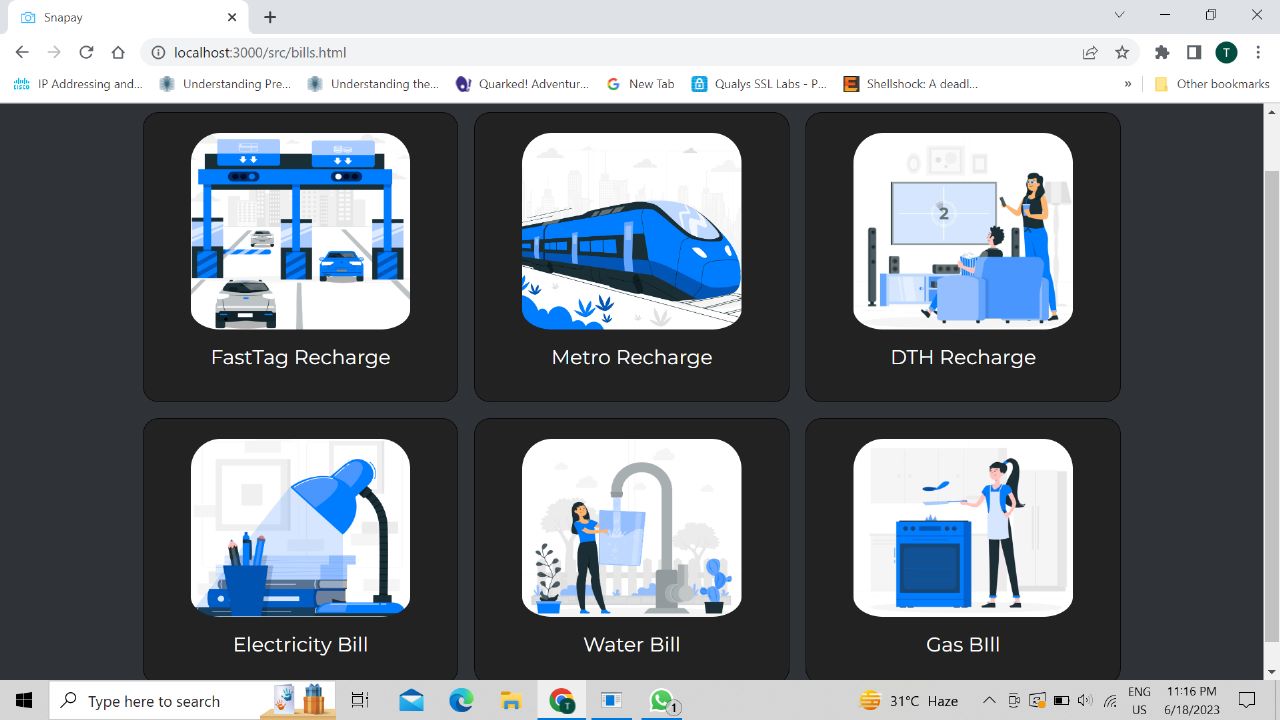 Snapay
localhost:3000/src/bills.html
T
IP Addressing and...
Understanding Pre...
Understanding the...
Quarked! Adventur...
New Tab
Qualys SSL Labs - P...
Shellshock: A deadl...
»
Other bookmarks
2
FastTag Recharge
Metro Recharge
DTH Recharge
Electricity Bill
Water Bill
Gas BIll
Type here to search
T
1
31°C Haze
ENG
US
11:16 PM
6/18/2023